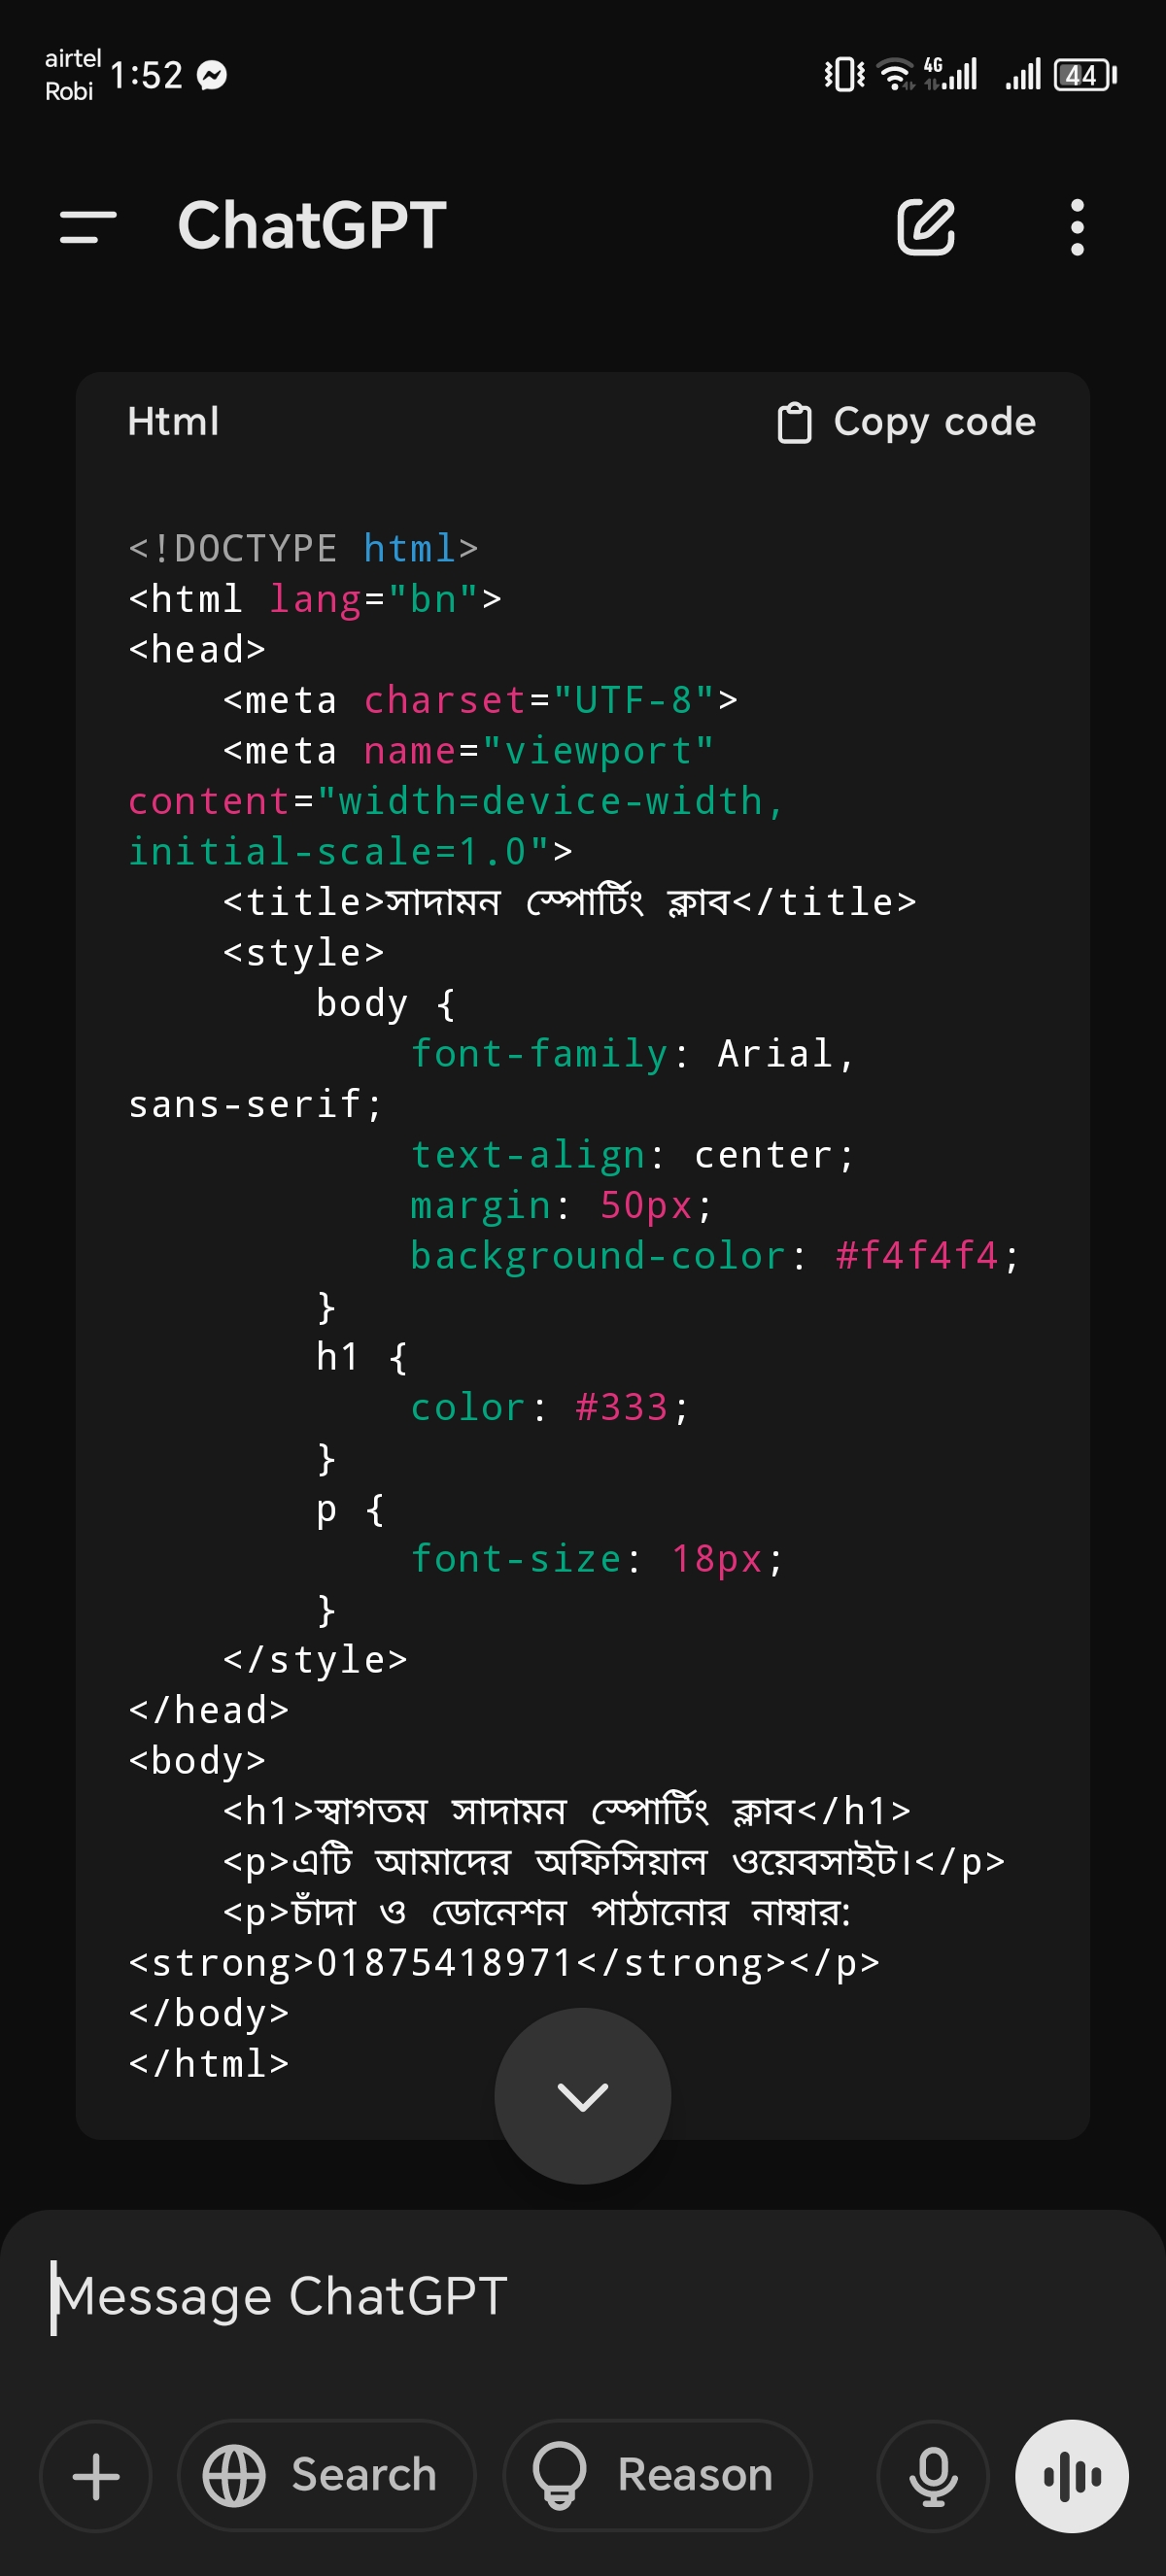 airtel
Robi
1:52
4G
44
ChatGPT
Html
Copy code
<!DOCTYPE html>
<html lang="bn">
<head>
    <meta charset="UTF-8">
    <meta name="viewport"
content="width=device-width,
initial-scale=1.0">
    <title>সাদামন স্পোর্টিং ক্লাব</title>
    <style>
        body {
            font-family: Arial,
sans-serif;
            text-align: center;
            margin: 50px;
            background-color: #f4f4f4;
        }
        h1 {
            color: #333;
        }
        p {
            font-size: 18px;
        }
    </style>
</head>
<body>
    <h1>স্বাগতম সাদামন স্পোর্টিং ক্লাব</h1>
    <p>এটি আমাদের অফিসিয়াল ওয়েবসাইট।</p>
    <p>চাঁদা ও ডোনেশন পাঠানোর নাম্বার:
<strong>01875418971</strong></p>
</body>
</html>
Message ChatGPT
Search
Reason